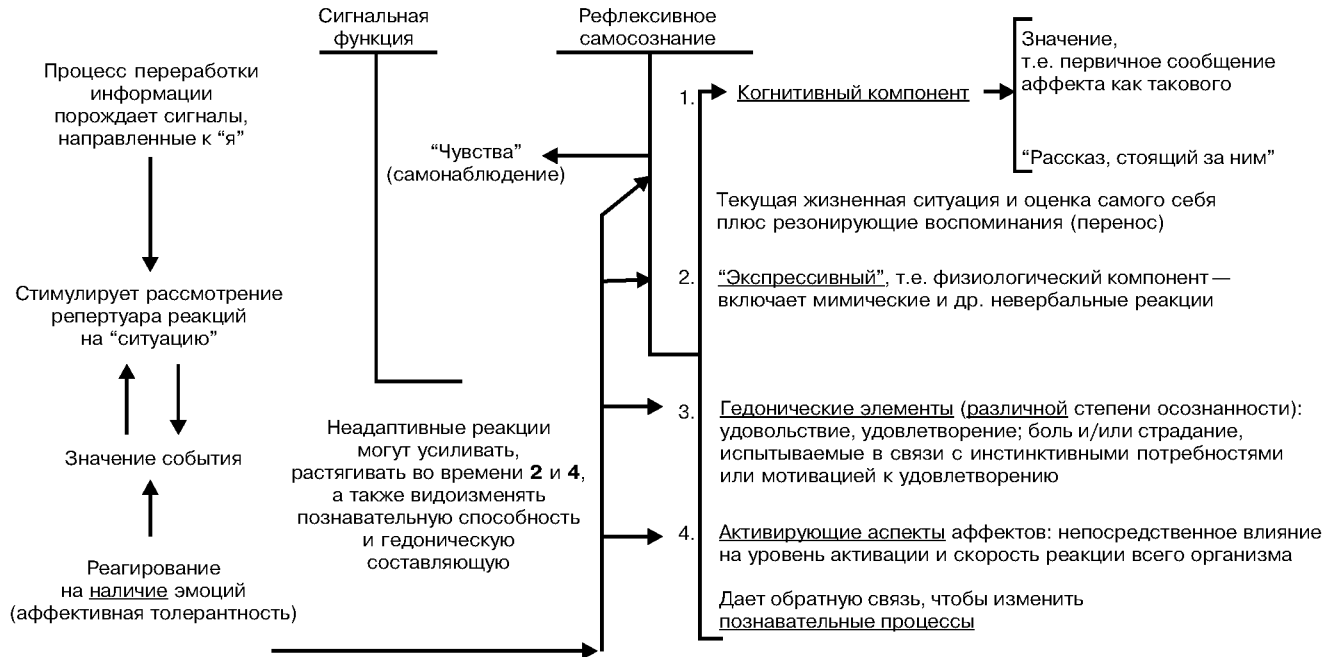 Процесс переработки
информации
порождает сигналы,
направленные к “я”
Стимулирует рассмотрение
репертуара реакций
на “ситуацию”
Значение события
Реагирование
на наличие эмоций
(аффективная толерантность)
Сигнальная
функция
Неадаптивные реакции
могут усиливать,
растягивать во времени 2 и 4,
а также видоизменять
познавательную способность
и гедоническую
составляющую
Рефлексивное
самосознание
“Чувства”
(самонаблюдение)
1. Когнитивный компонент
Значение,
т.е. первичное сообщение
аффекта как такового
“Рассказ, стоящий за ним”
Текущая жизненная ситуация и оценка самого себя
плюс резонирующие воспоминания (перенос)
2. “Экспрессивный”, т.е. физиологический компонент —
включает мимические и др. невербальные реакции
3. Гедонические элементы (различной степени осознанности):
удовольствие, удовлетворение; боль и/или страдание,
испытываемые в связи с инстинктивными потребностями
или мотивацией к удовлетворению
4. Активирующие аспекты аффектов: непосредственное влияние
на уровень активации и скорость реакции всего организма
Дает обратную связь, чтобы изменить
познавательные процессы